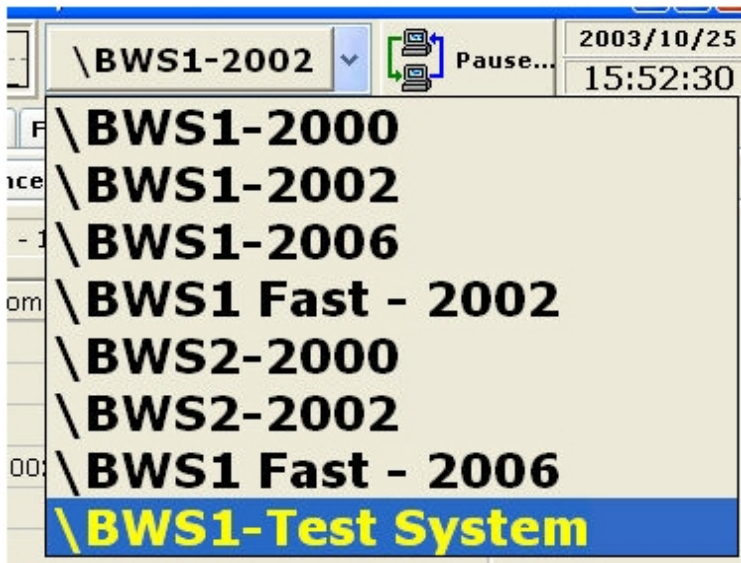 \BWS1-2002
Pause...
2003/10/25
15:52:30
\BWS1-2000
\BWS1-2002
\BWS1-2006
\BWS1 Fast - 2002
\BWS2-2000
\BWS2-2002
\BWS1 Fast - 2006
\BWS1-Test System